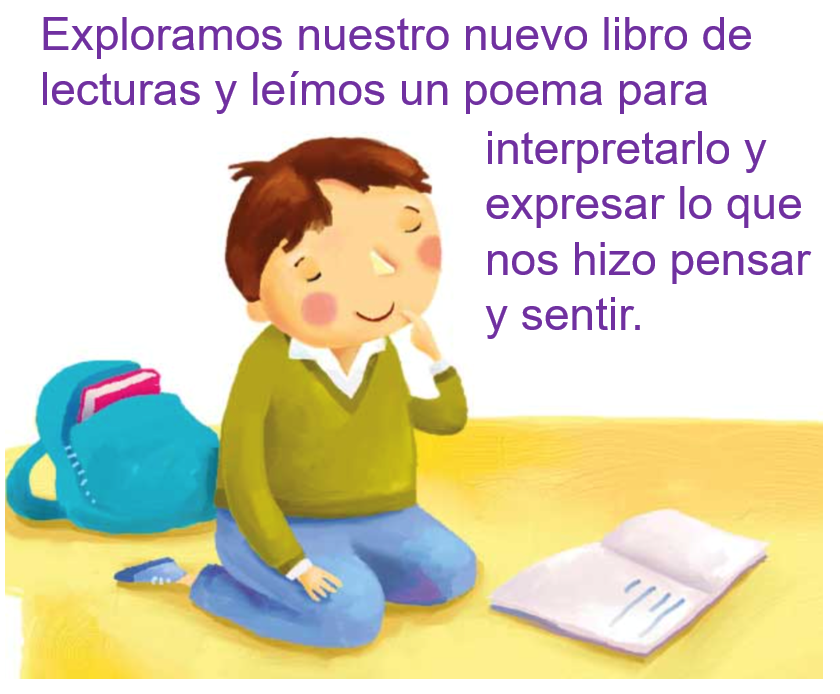 Exploramos nuestro nuevo libro de
lecturas y leímos un poema para
interpretarlo y
expresar lo que
nos hizo pensar
y sentir.